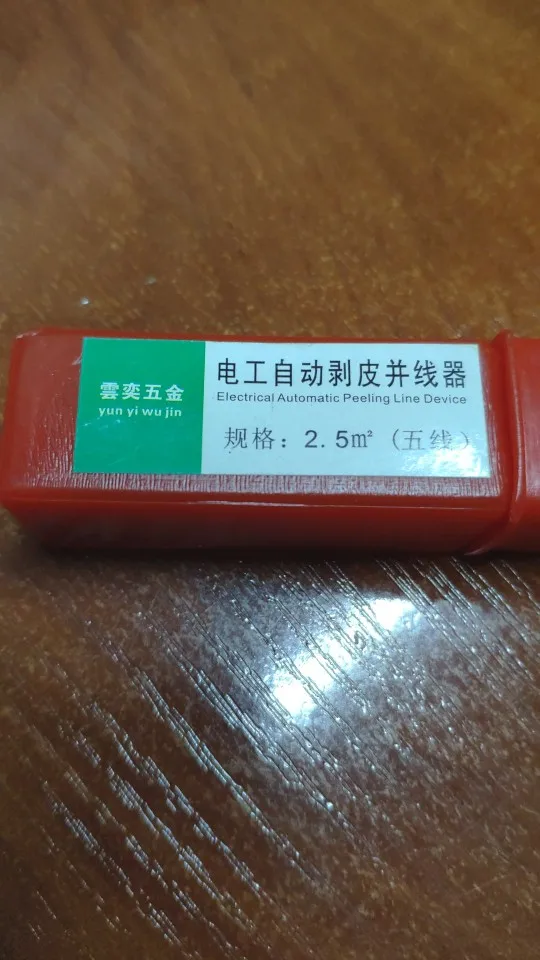 雲奕五金
yun yi wu jin
电工自动剥皮并线器
Electrical Automatic Peeling Line Device
规格：2.5m² (五线)